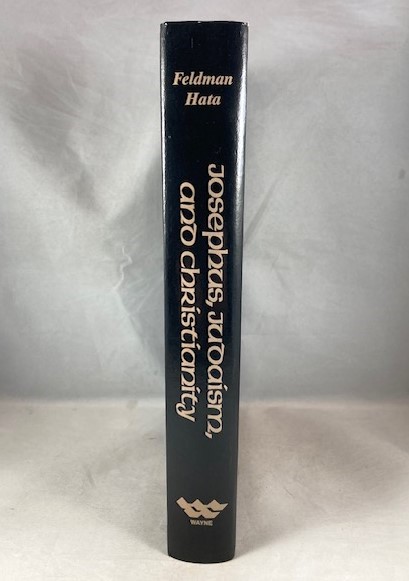 Feldman
Hata
Josephus, Judaism,
and Christianity
WAYNE